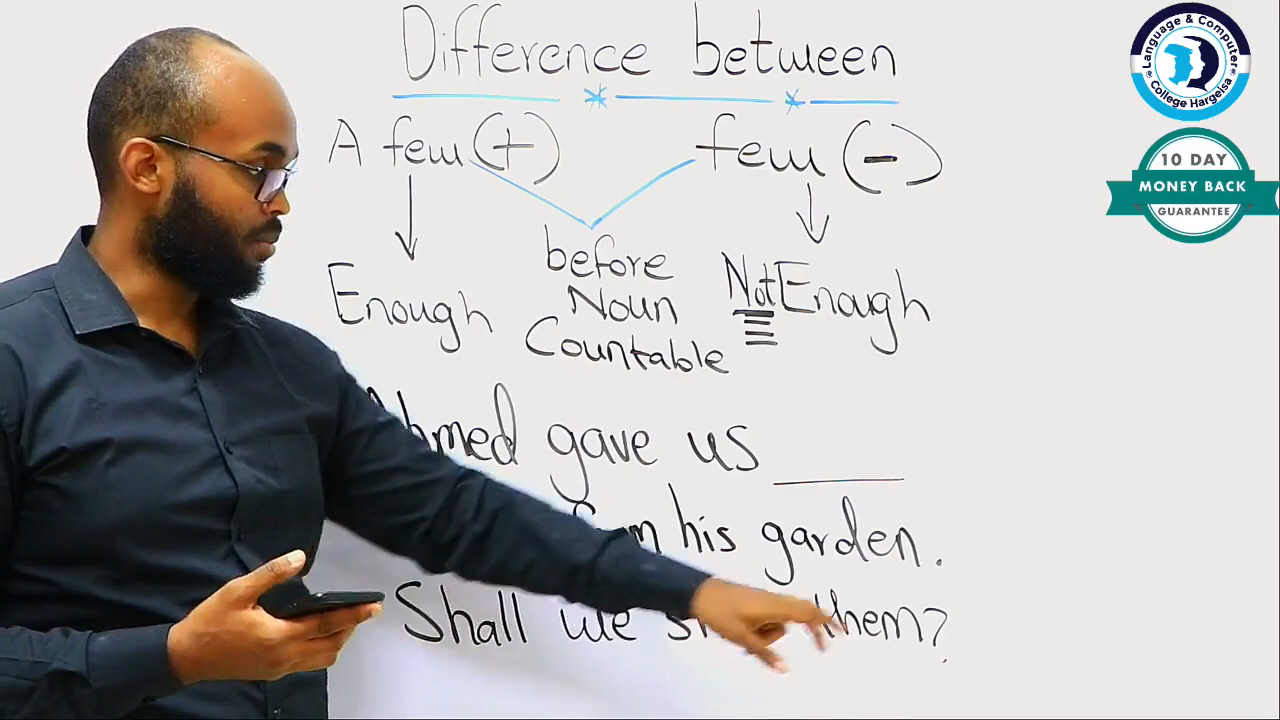 Difference between
A few (+) few (-)
Enough before Not Enough
Noun
Countable
gave us ______
his garden.
Shall we them?
Language & Computer
College Hargeisa
10 DAY
MONEY BACK
GUARANTEE